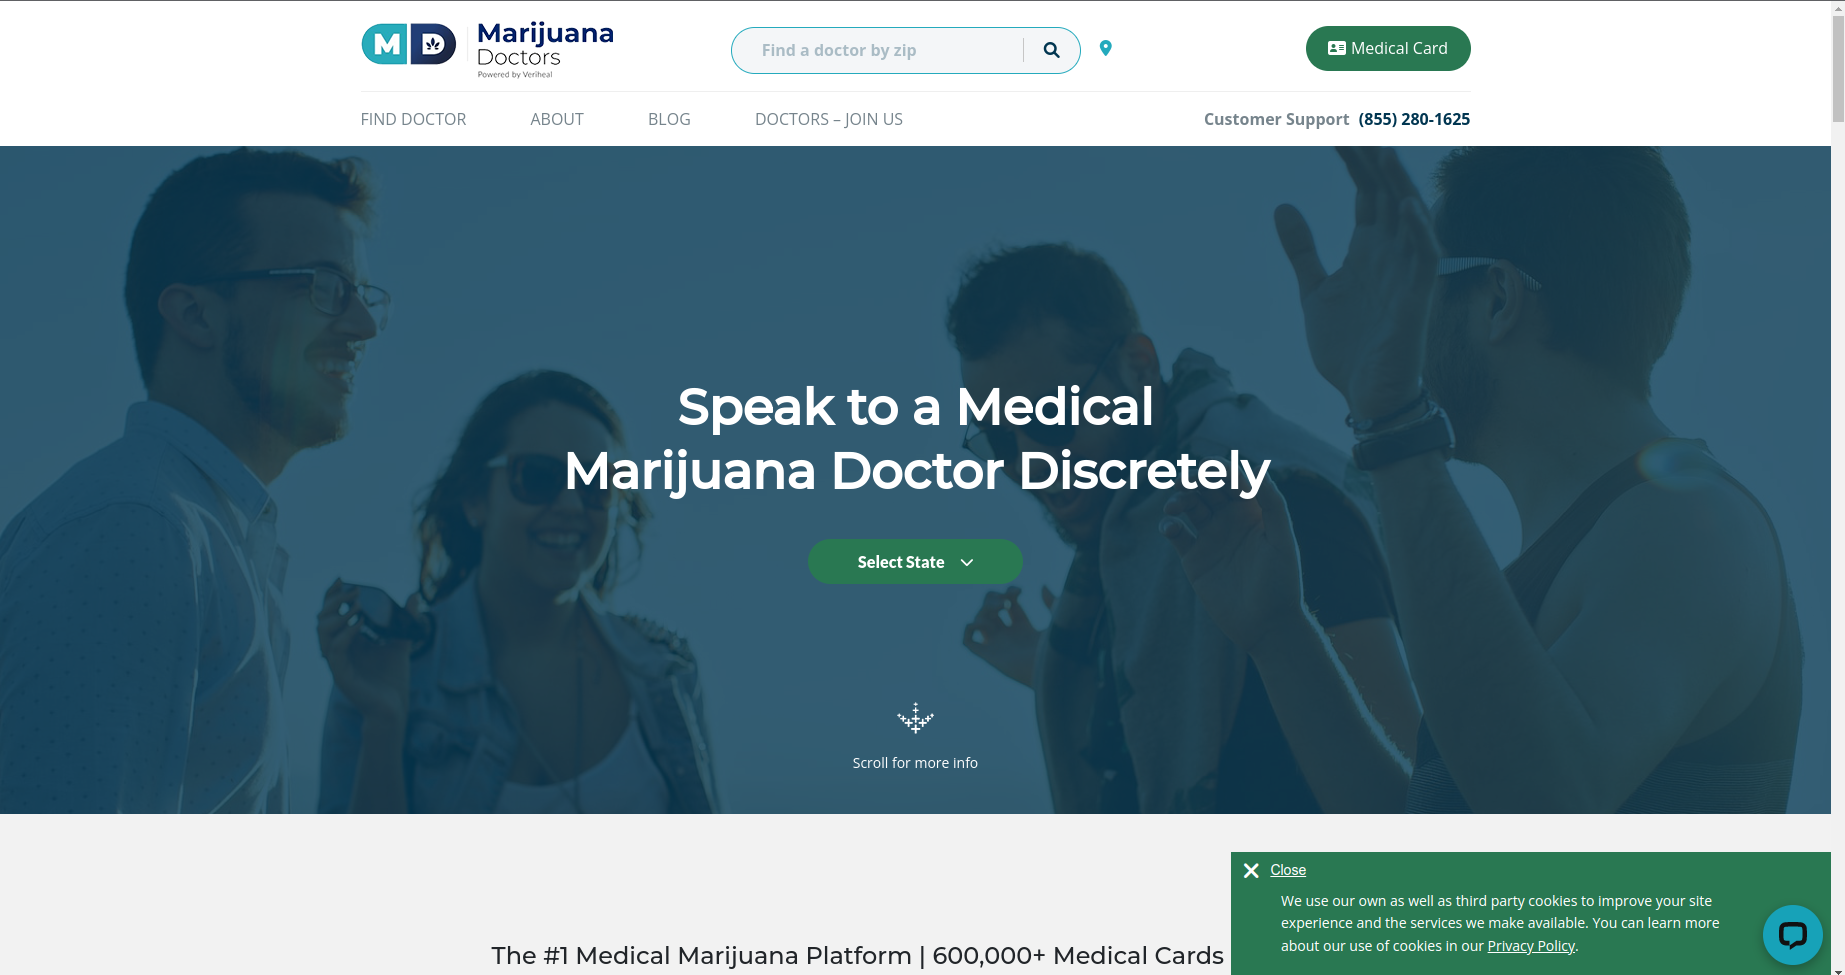 MD
Marijuana
Doctors
Powered by Veriheal
Find a doctor by zip
Medical Card
FIND DOCTOR
ABOUT
BLOG
DOCTORS – JOIN US
Customer Support (855) 280-1625
Speak to a Medical
Marijuana Doctor Discretely
Select State
Scroll for more info
The #1 Medical Marijuana Platform | 600,000+ Medical Cards
Close
We use our own as well as third party cookies to improve your site
experience and the services we make available. You can learn more
about our use of cookies in our Privacy Policy.